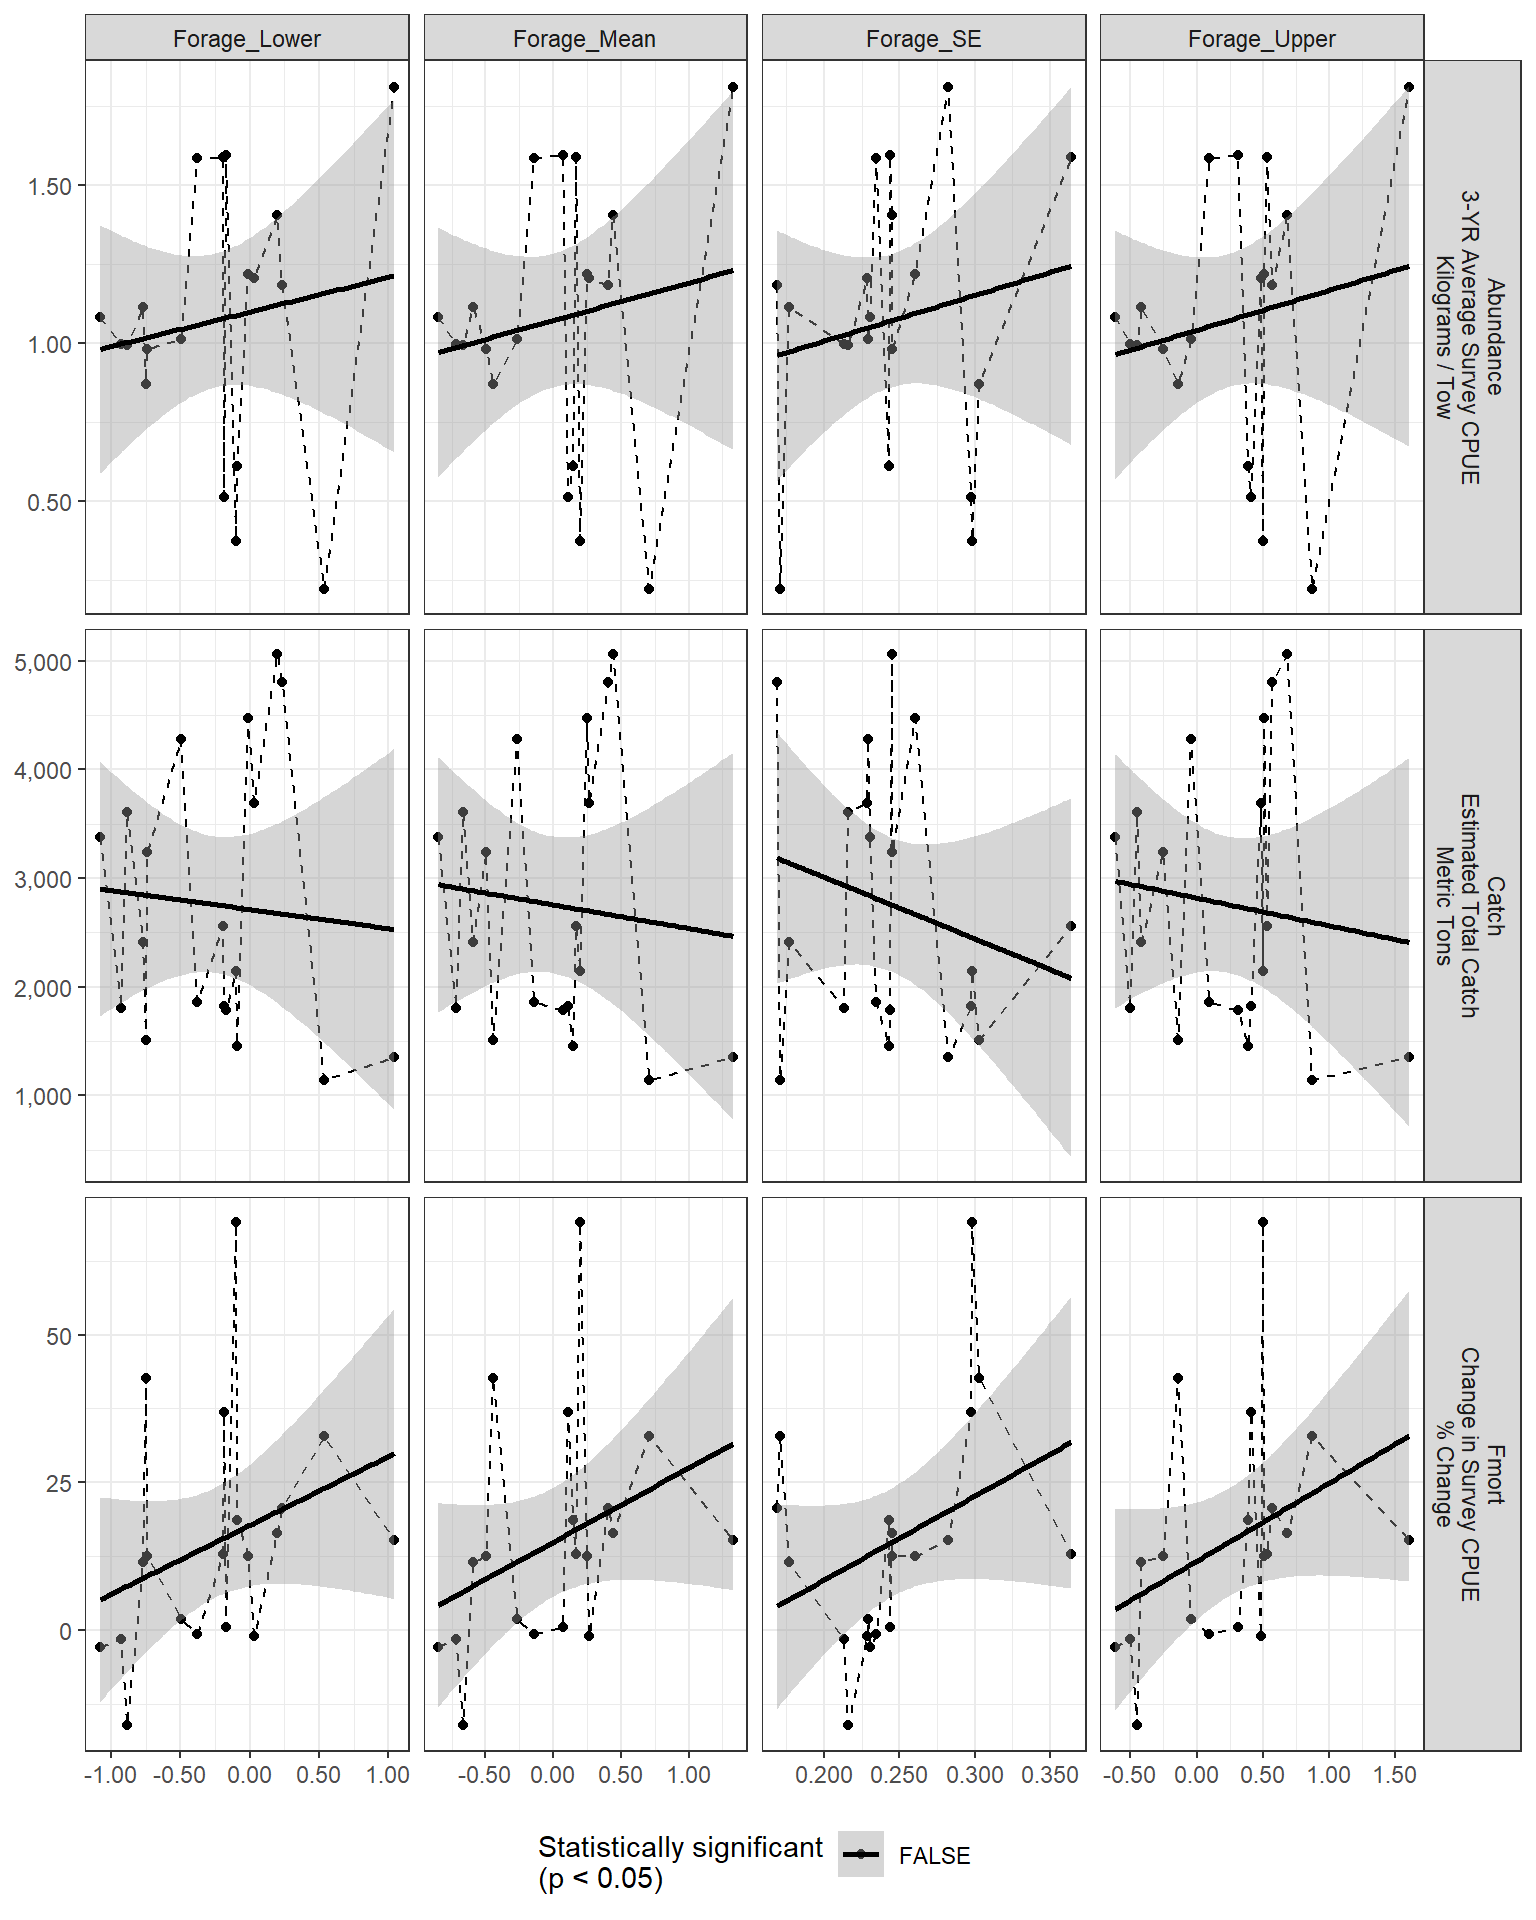 Forage_Lower
Forage_Mean
Forage_SE
Forage_Upper
1.50
1.00
0.50
Abundance
3-YR Average Survey CPUE
Kilograms / Tow
5,000
4,000
3,000
2,000
1,000
Catch
Estimated Total Catch
Metric Tons
50
25
0
Fmort
Change in Survey CPUE
% Change
-1.00 -0.50 0.00 0.50 1.00
-0.50 0.00 0.50 1.00
0.200 0.250 0.300 0.350
-0.50 0.00 0.50 1.00 1.50
Statistically significant
(p < 0.05)
FALSE